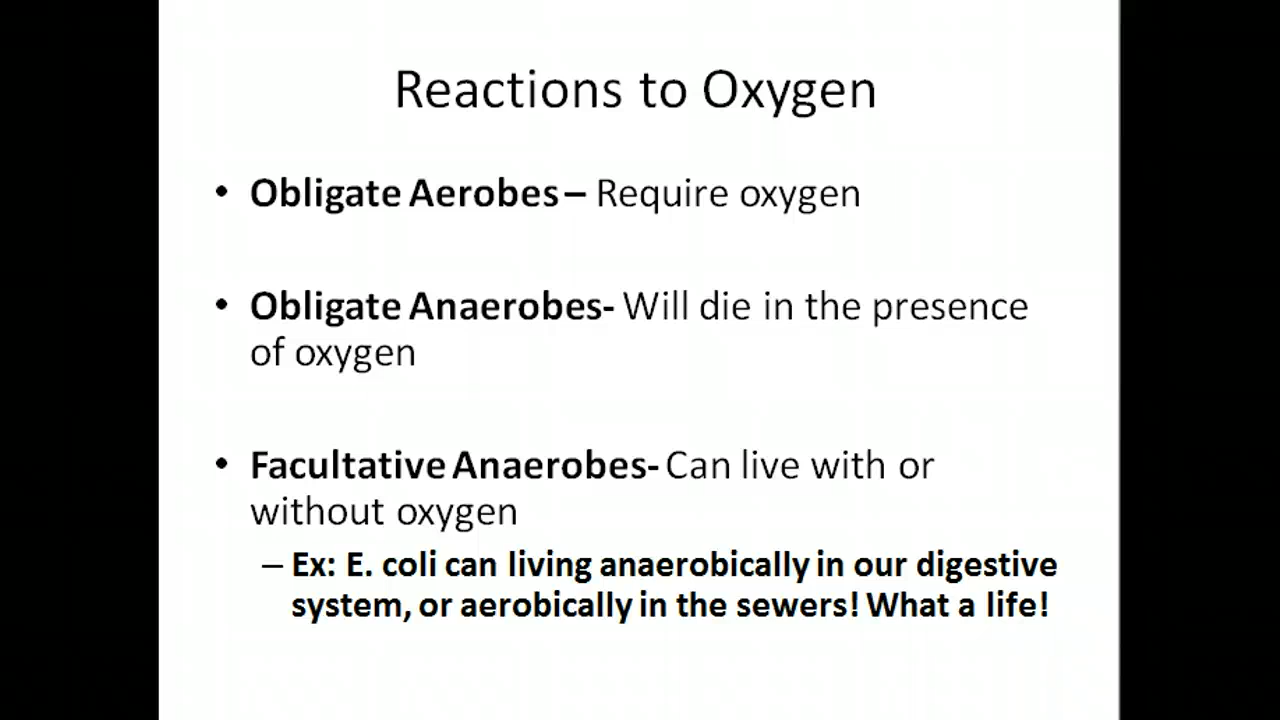 Reactions to Oxygen
• Obligate Aerobes – Require oxygen
• Obligate Anaerobes- Will die in the presence
of oxygen
• Facultative Anaerobes- Can live with or
without oxygen
– Ex: E. coli can living anaerobically in our digestive
system, or aerobically in the sewers! What a life!